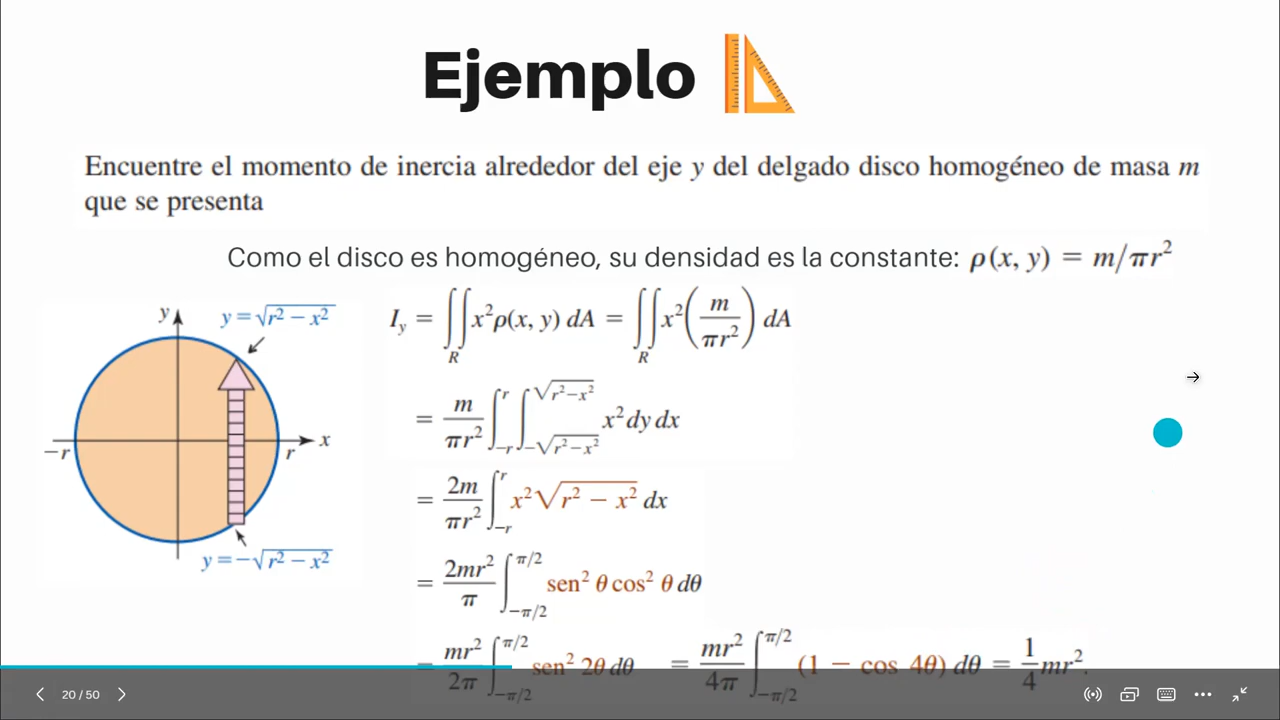 Ejemplo
Encuentre el momento de inercia alrededor del eje y del delgado disco homogéneo de masa m
que se presenta
Como el disco es homogéneo, su densidad es la constante: ρ(x, y) = m/πr²
y
y = √(r² − x²)
−r
r
x
y = −√(r² − x²)
I_y = ∬_R x²ρ(x, y) dA = ∬_R x²(m/πr²) dA
= m/πr² ∫_{−r}^{r} ∫_{−√(r²−x²)}^{√(r²−x²)} x² dy dx
= 2m/πr² ∫_{−r}^{r} x²√(r² − x²) dx
= 2mr²/π ∫_{−π/2}^{π/2} sen² θ cos² θ dθ
= mr²/2π ∫_{−π/2}^{π/2} sen² 2θ dθ = mr²/4π ∫_{−π/2}^{π/2} (1 − cos 4θ) dθ = 1/4 mr².
20 / 50